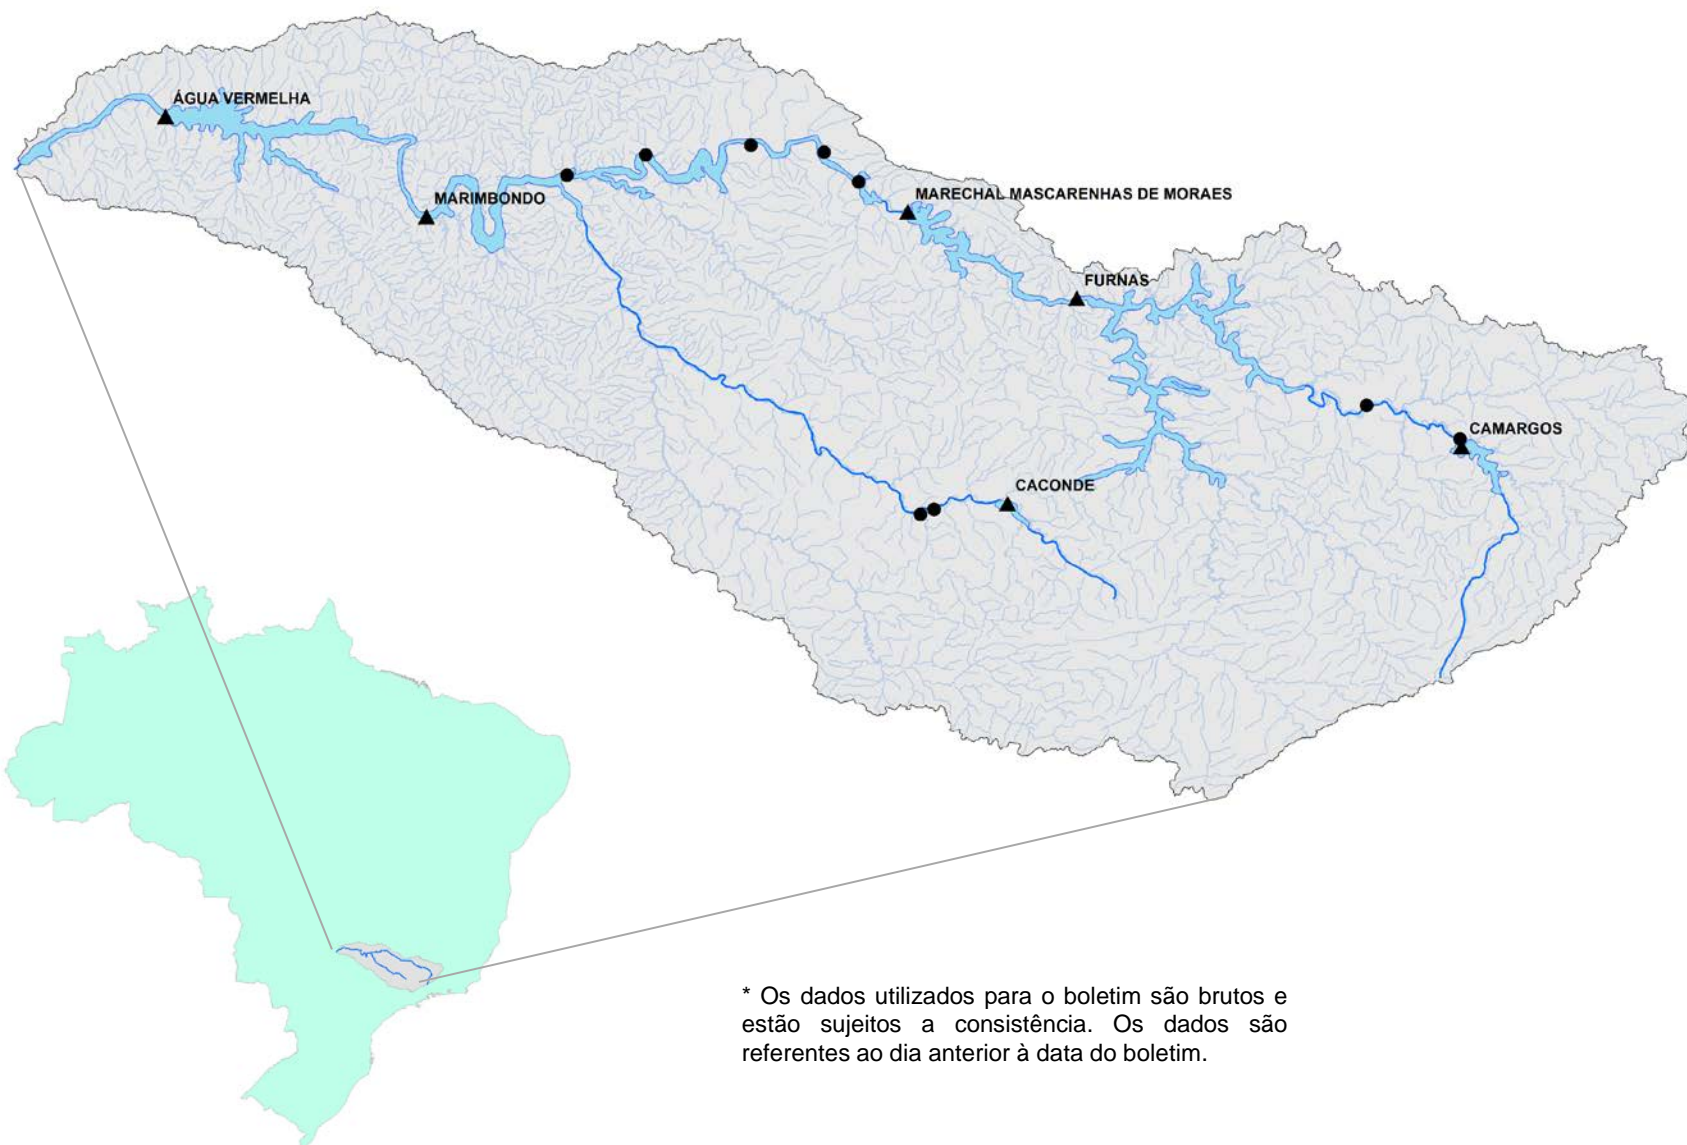 ÁGUA VERMELHA
MARIMBONDO
MARECHAL MASCARENHAS DE MORAES
FURNAS
CAMARGOS
CACONDE
* Os dados utilizados para o boletim são brutos e
estão sujeitos a consistência. Os dados são
referentes ao dia anterior à data do boletim.